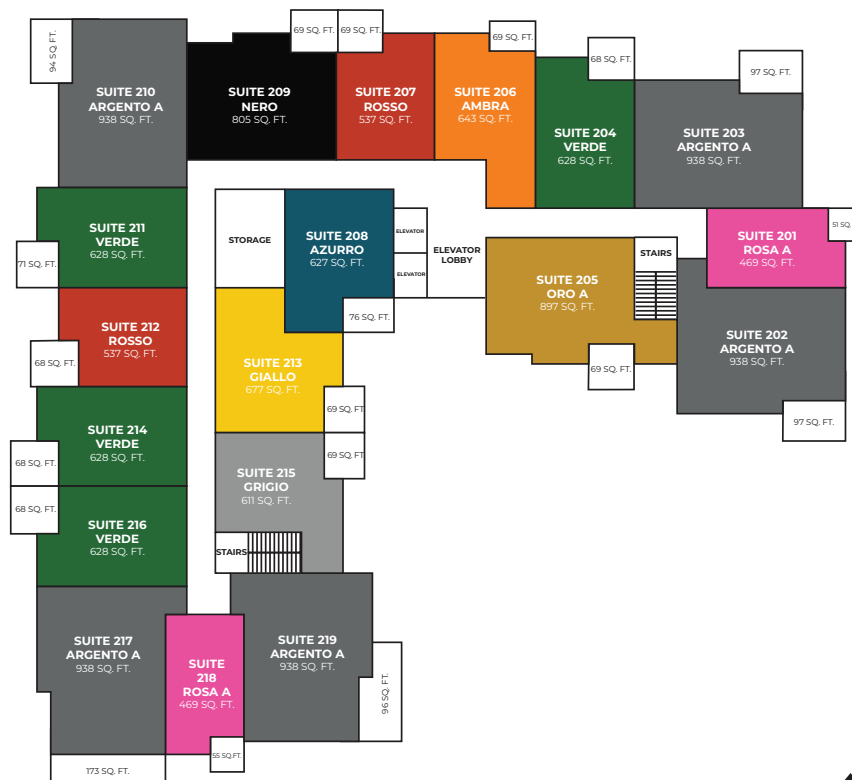 69 SQ. FT.
69 SQ. FT.
69 SQ. FT.
94 SQ. FT.
68 SQ. FT.
97 SQ. FT.
SUITE 210
ARGENTO A
938 SQ. FT.
SUITE 209
NERO
805 SQ. FT.
SUITE 207
ROSSO
537 SQ. FT.
SUITE 206
AMBRA
643 SQ. FT.
SUITE 204
VERDE
628 SQ. FT.
SUITE 203
ARGENTO A
938 SQ. FT.
SUITE 211
VERDE
628 SQ. FT.
71 SQ. FT.
STORAGE
SUITE 208
AZURRO
627 SQ. FT.
ELEVATOR
ELEVATOR
ELEVATOR
LOBBY
76 SQ. FT.
SUITE 205
ORO A
897 SQ. FT.
STAIRS
69 SQ. FT.
SUITE 201
ROSA A
469 SQ. FT.
51 SQ.
SUITE 202
ARGENTO A
938 SQ. FT.
97 SQ. FT.
SUITE 212
ROSSO
537 SQ. FT.
68 SQ. FT.
SUITE 213
GIALLO
677 SQ. FT.
69 SQ. FT.
SUITE 214
VERDE
628 SQ. FT.
68 SQ. FT.
69 SQ. FT
SUITE 215
GRIGIO
611 SQ. FT.
STAIRS
68 SQ. FT.
SUITE 216
VERDE
628 SQ. FT.
SUITE 217
ARGENTO A
938 SQ. FT.
173 SQ. FT.
SUITE
218
ROSA A
469 SQ. FT.
55 SQ.FT.
SUITE 219
ARGENTO A
938 SQ. FT.
96 SQ. FT.